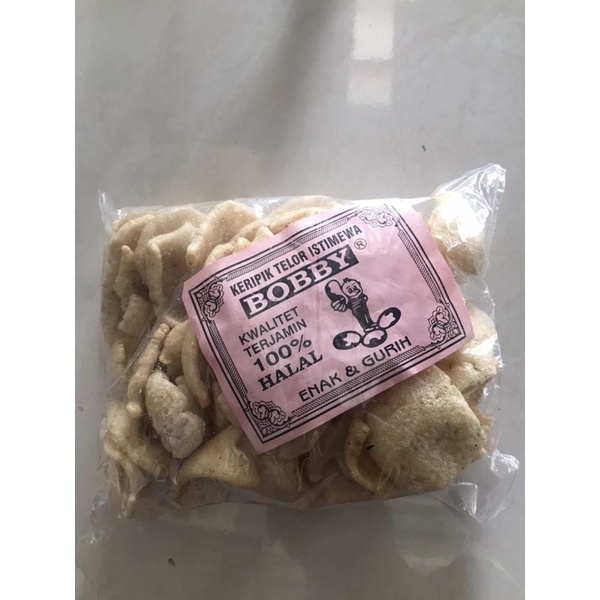 KERIPIK TELOR ISTIMEWA
BOBBY ®
KWALITET
TERJAMIN
100%
HALAL
ENAK & GURIH